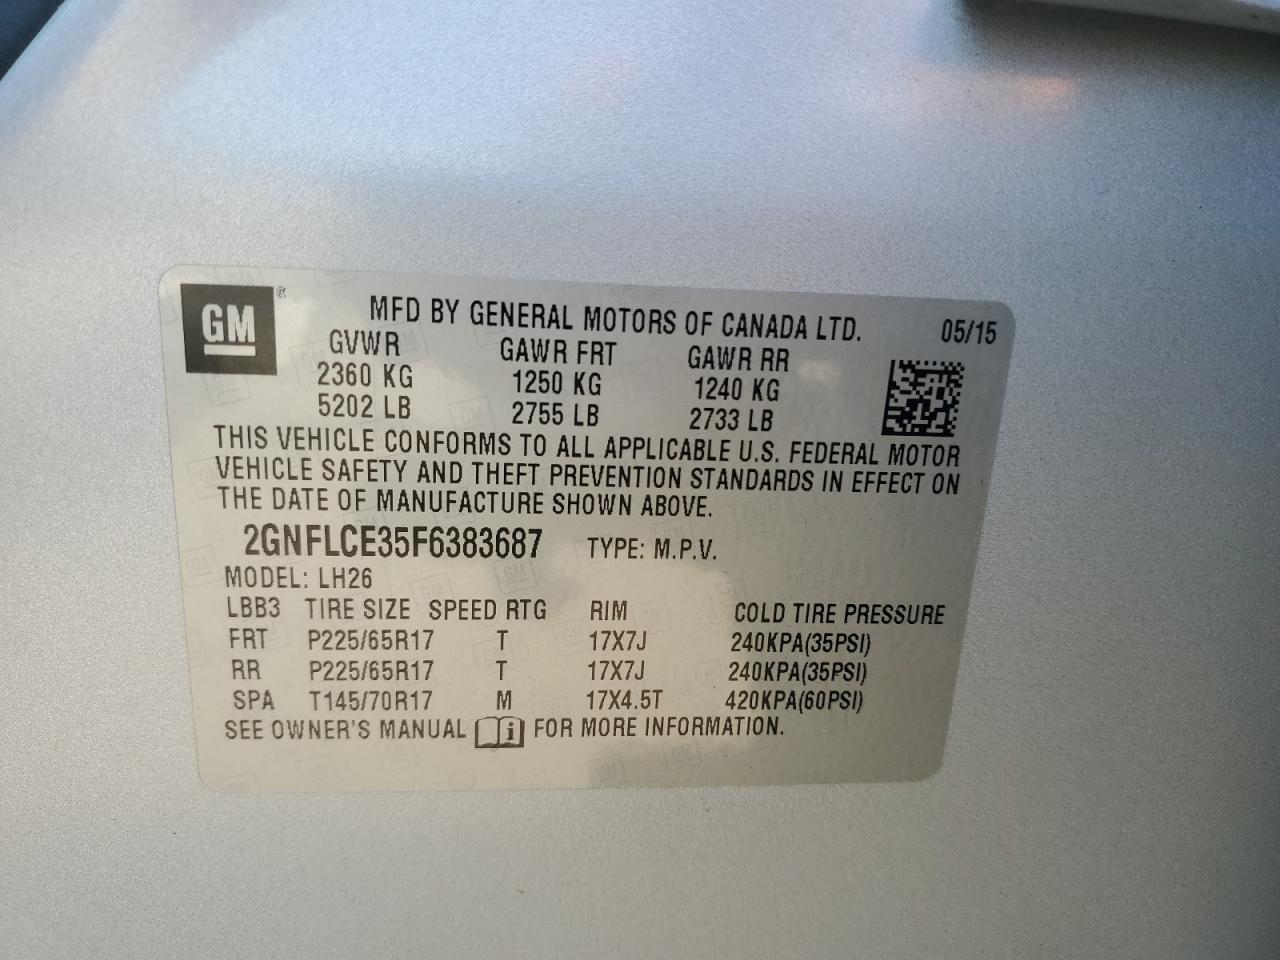 GM
MFD BY GENERAL MOTORS OF CANADA LTD. 05/15
GVWR GAWR FRT GAWR RR
2360 KG 1250 KG 1240 KG
5202 LB 2755 LB 2733 LB
THIS VEHICLE CONFORMS TO ALL APPLICABLE U.S. FEDERAL MOTOR
VEHICLE SAFETY AND THEFT PREVENTION STANDARDS IN EFFECT ON
THE DATE OF MANUFACTURE SHOWN ABOVE.
2GNFLCE35F6383687 TYPE: M.P.V.
MODEL: LH26
LBB3 TIRE SIZE SPEED RTG RIM COLD TIRE PRESSURE
FRT P225/65R17 T 17X7J 240KPA(35PSI)
RR P225/65R17 T 17X7J 240KPA(35PSI)
SPA T145/70R17 M 17X4.5T 420KPA(60PSI)
SEE OWNER'S MANUAL i FOR MORE INFORMATION.